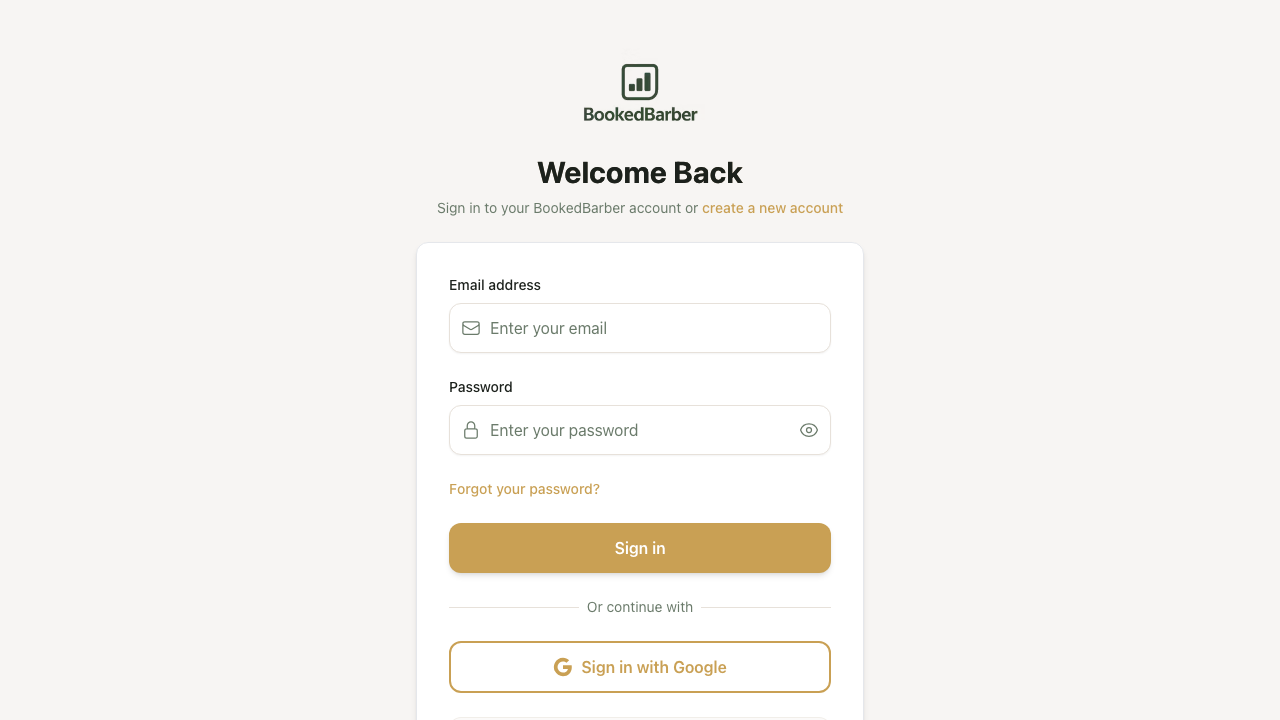 BookedBarber
Welcome Back
Sign in to your BookedBarber account or create a new account
Email address
Enter your email
Password
Enter your password
Forgot your password?
Sign in
Or continue with
Sign in with Google